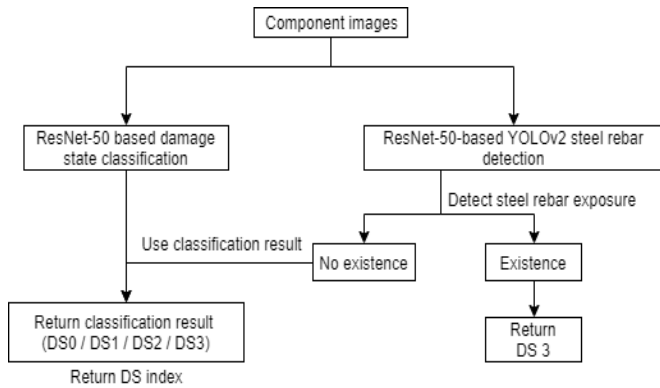 Component images
ResNet-50 based damage
state classification
ResNet-50-based YOLOv2 steel rebar
detection
Detect steel rebar exposure
Use classification result
No existence
Existence
Return classification result
(DS0 / DS1 / DS2 / DS3)
Return
DS 3
Return DS index